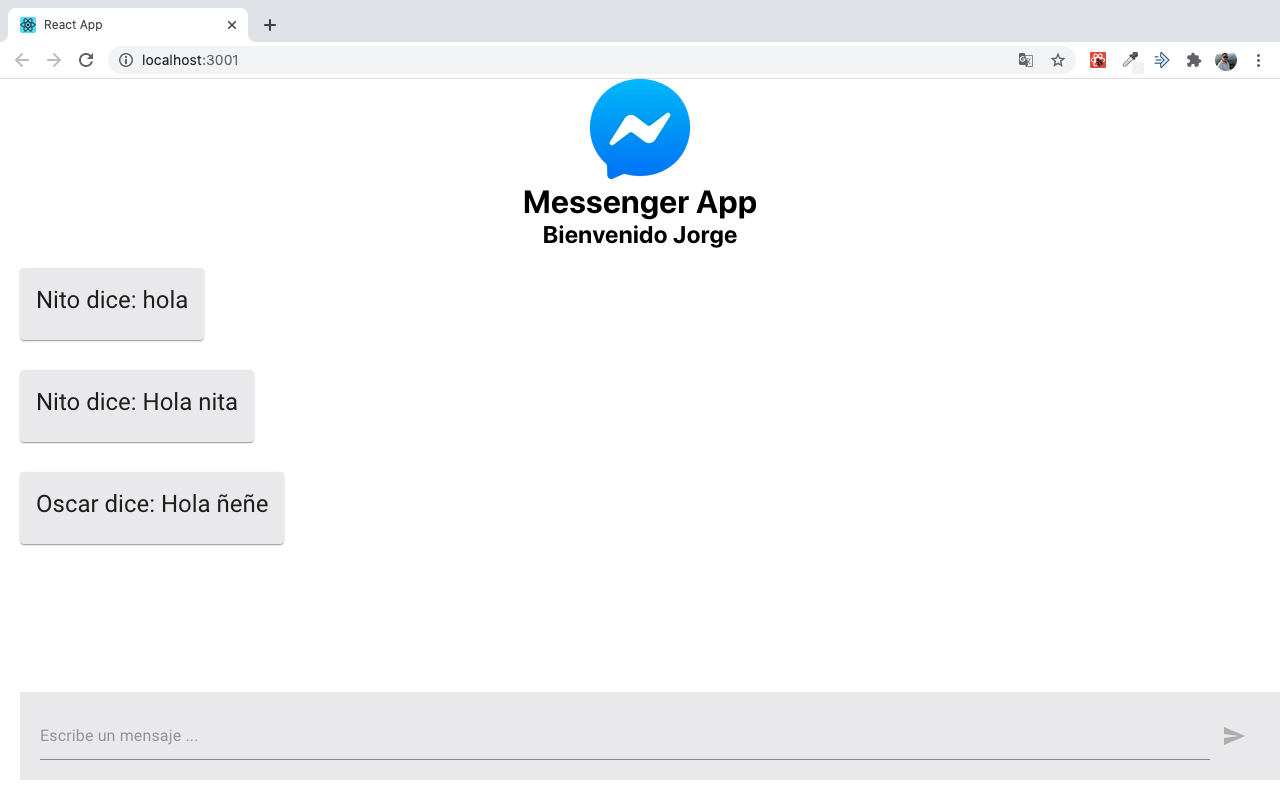 React App
localhost:3001
Messenger App
Bienvenido Jorge
Nito dice: hola
Nito dice: Hola nita
Oscar dice: Hola ñeñe
Escribe un mensaje ...